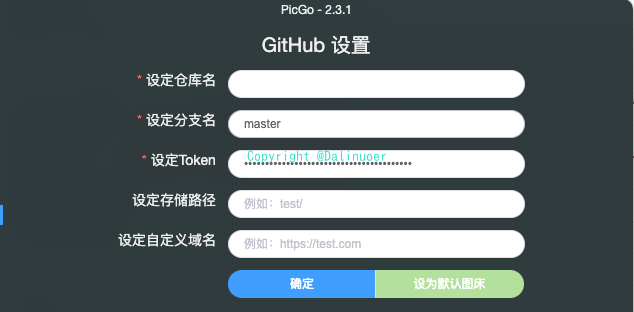 PicGo - 2.3.1
GitHub 设置
* 设定仓库名
* 设定分支名 master
* 设定Token Copyright @Dalinuoer
设定存储路径 例如：test/
设定自定义域名 例如：https://test.com
确定 设为默认图床